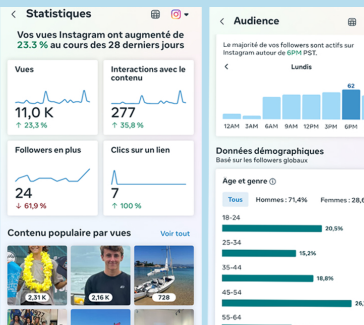 Statistiques
Vos vues Instagram ont augmenté de
23.3 % au cours des 28 derniers jours
Vues
11,0 K
↑ 23,3 %
Interactions avec le
contenu
277
↑ 35,8 %
Followers en plus
24
↓ 61,9 %
Clics sur un lien
7
↑ 100 %
Contenu populaire par vues
Voir tout
2,31 K
2,16 K
728
Audience
Le majorité de vos followers sont actifs sur
Instagram autour de 6PM PST.
Lundis
62
12AM 3AM 6AM 9AM 12PM 3PM 6PM
Données démographiques
Basé sur les followers globaux
Age et genre
Tous
Hommes : 71,4%
Femmes : 28,6
18-24
20,5%
25-34
15,2%
35-44
18,8%
45-54
26,
55-64